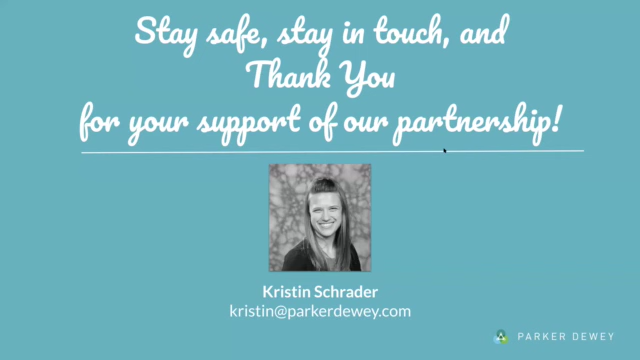 Stay safe, stay in touch, and
Thank You
for your support of our partnership!
Kristin Schrader
kristin@parkerdewey.com
PARKER DEWEY